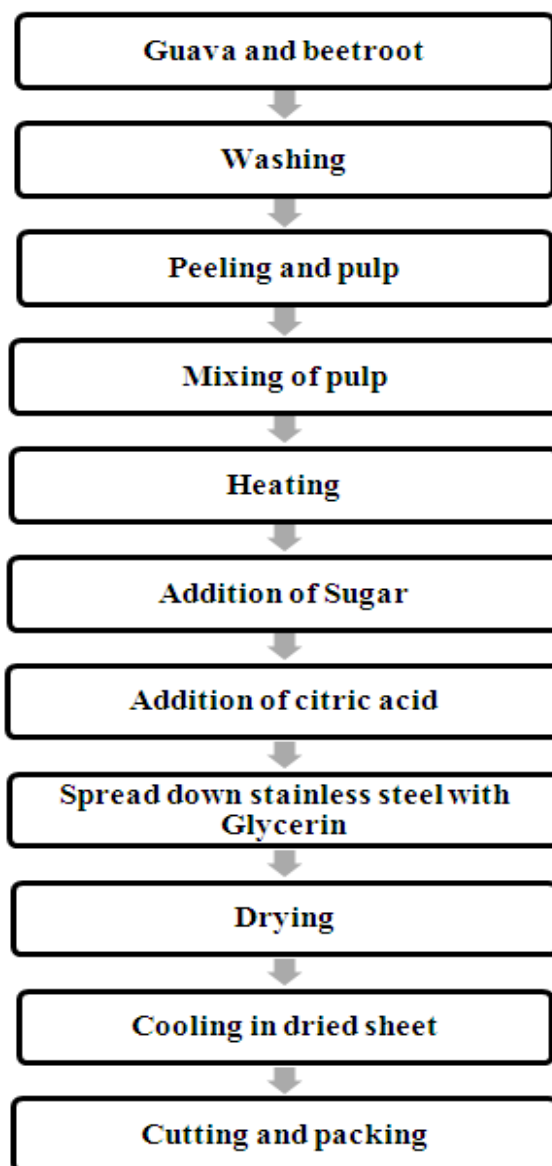 Guava and beetroot
Washing
Peeling and pulp
Mixing of pulp
Heating
Addition of Sugar
Addition of citric acid
Spread down stainless steel with
Glycerin
Drying
Cooling in dried sheet
Cutting and packing